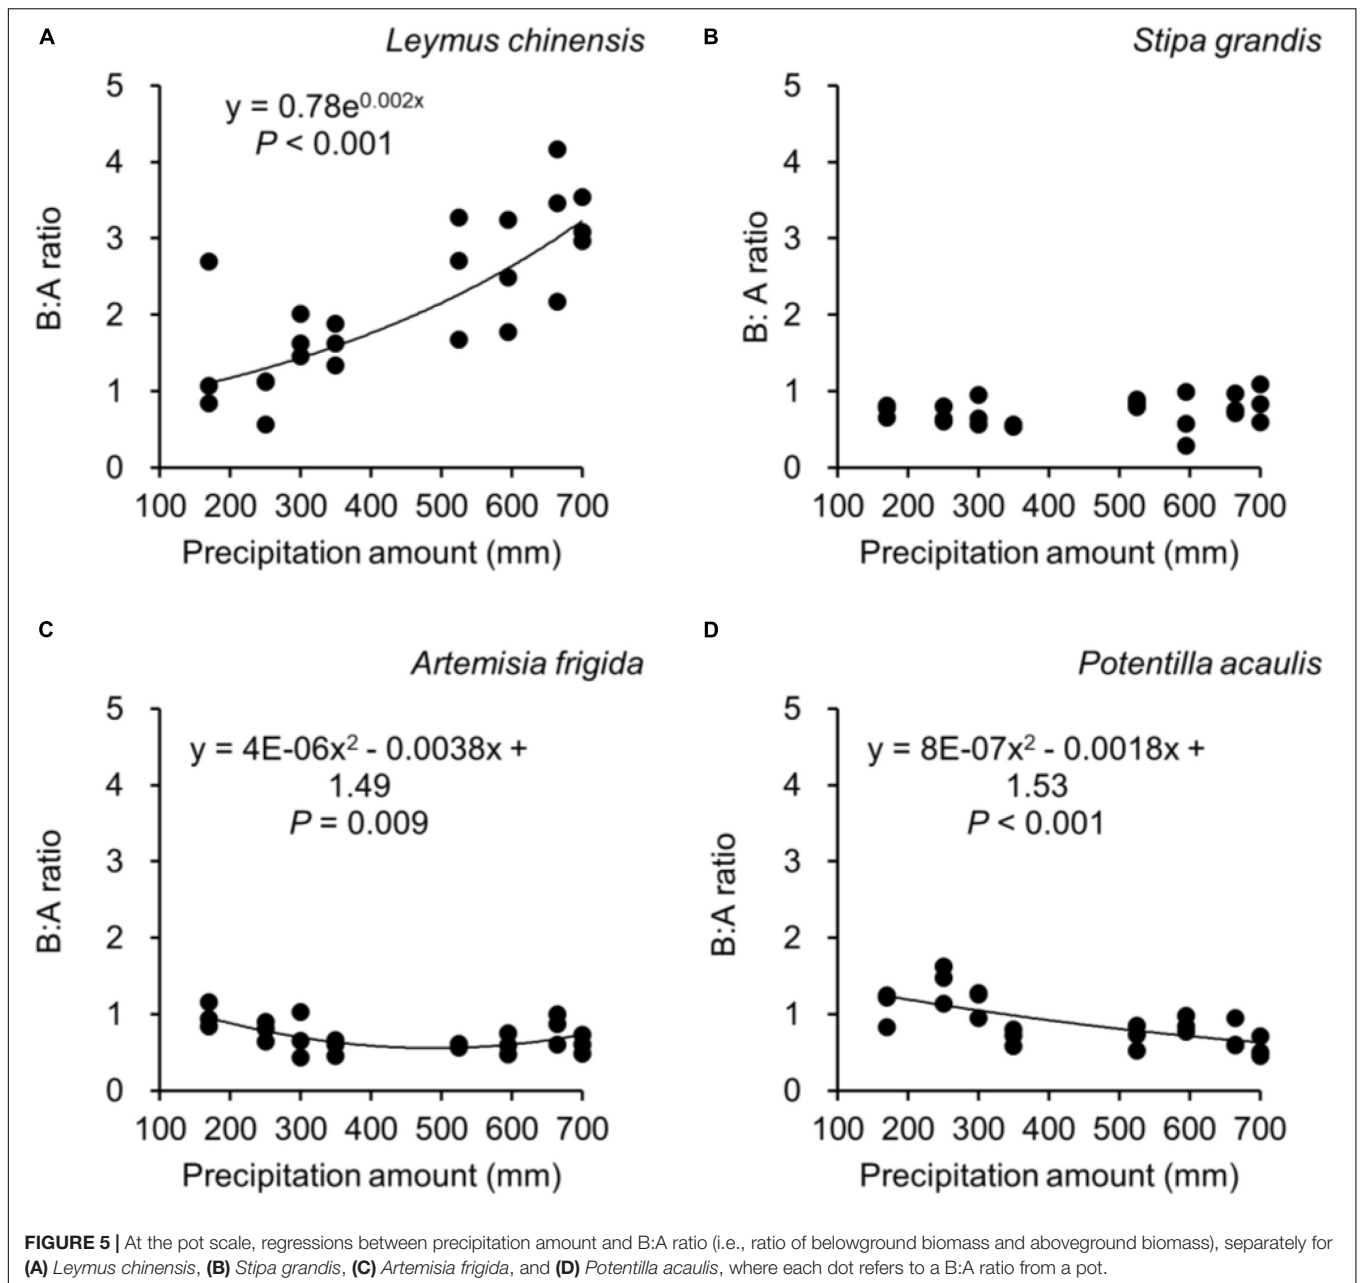 A
Leymus chinensis
y = 0.78e^0.002x
P < 0.001
5
4
3
2
1
0
B:A ratio
100 200 300 400 500 600 700
Precipitation amount (mm)
B
Stipa grandis
5
4
3
2
1
0
B: A ratio
100 200 300 400 500 600 700
Precipitation amount (mm)
C
Artemisia frigida
y = 4E-06x² - 0.0038x +
1.49
P = 0.009
5
4
3
2
1
0
B:A ratio
100 200 300 400 500 600 700
Precipitation amount (mm)
D
Potentilla acaulis
y = 8E-07x² - 0.0018x +
1.53
P < 0.001
5
4
3
2
1
0
B:A ratio
100 200 300 400 500 600 700
Precipitation amount (mm)
FIGURE 5 | At the pot scale, regressions between precipitation amount and B:A ratio (i.e., ratio of belowground biomass and aboveground biomass), separately for
(A) Leymus chinensis, (B) Stipa grandis, (C) Artemisia frigida, and (D) Potentilla acaulis, where each dot refers to a B:A ratio from a pot.